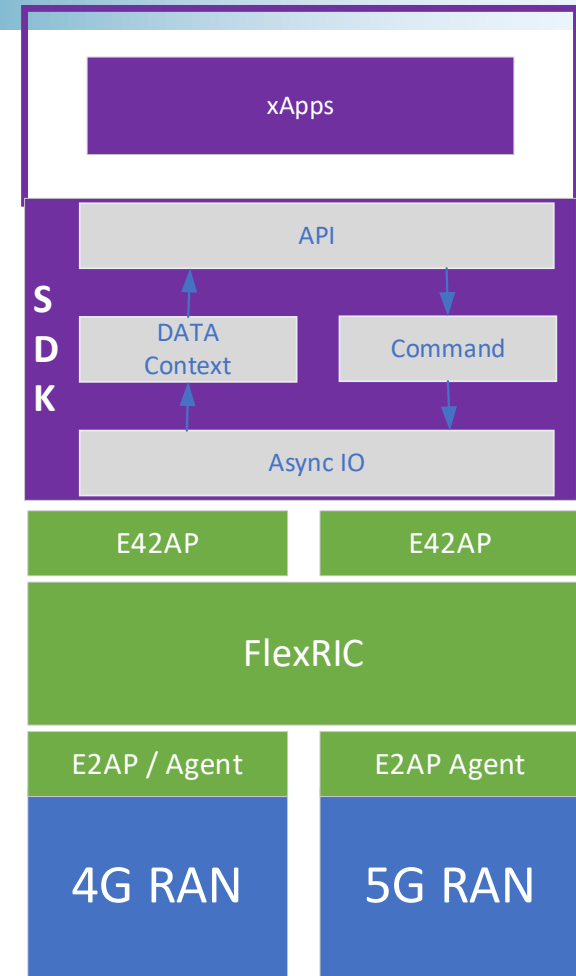 xApps
API
S
D
K
DATA
Context
Command
Async IO
E42AP
E42AP
FlexRIC
E2AP / Agent
E2AP Agent
4G RAN
5G RAN